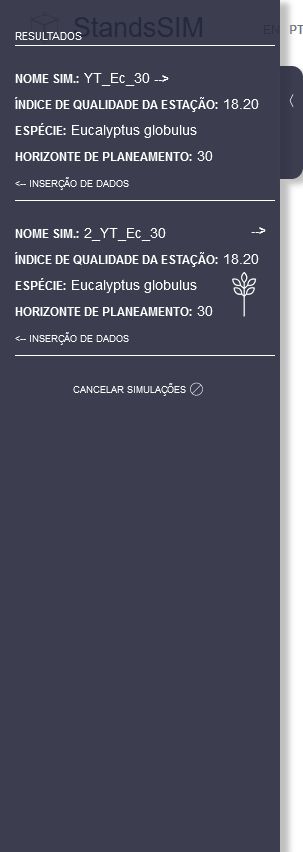 StandsSIM
EN PT
RESULTADOS
NOME SIM.: YT_Ec_30 -->
ÍNDICE DE QUALIDADE DA ESTAÇÃO: 18.20
ESPÉCIE: Eucalyptus globulus
HORIZONTE DE PLANEAMENTO: 30
<-- INSERÇÃO DE DADOS
NOME SIM.: 2_YT_Ec_30 -->
ÍNDICE DE QUALIDADE DA ESTAÇÃO: 18.20
ESPÉCIE: Eucalyptus globulus
HORIZONTE DE PLANEAMENTO: 30
<-- INSERÇÃO DE DADOS
CANCELAR SIMULAÇÕES